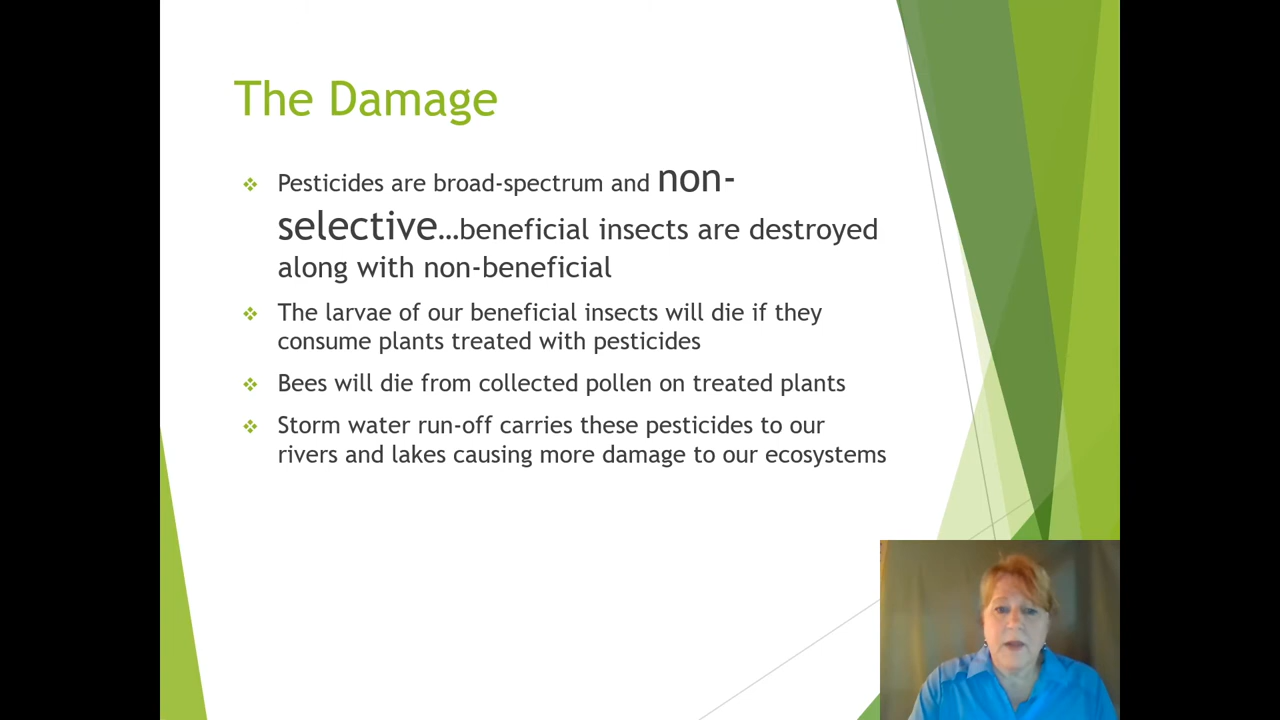 The Damage
Pesticides are broad-spectrum and non-
selective…beneficial insects are destroyed
along with non-beneficial
The larvae of our beneficial insects will die if they
consume plants treated with pesticides
Bees will die from collected pollen on treated plants
Storm water run-off carries these pesticides to our
rivers and lakes causing more damage to our ecosystems